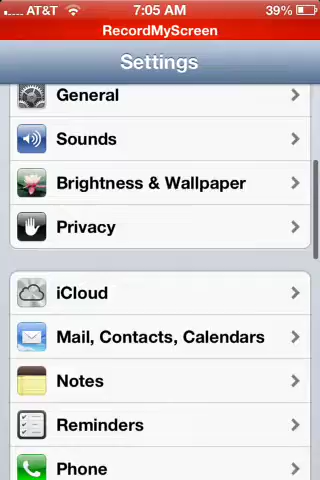 AT&T 7:05 AM 39%
RecordMyScreen
Settings
General
Sounds
Brightness & Wallpaper
Privacy
iCloud
Mail, Contacts, Calendars
Notes
Reminders
Phone